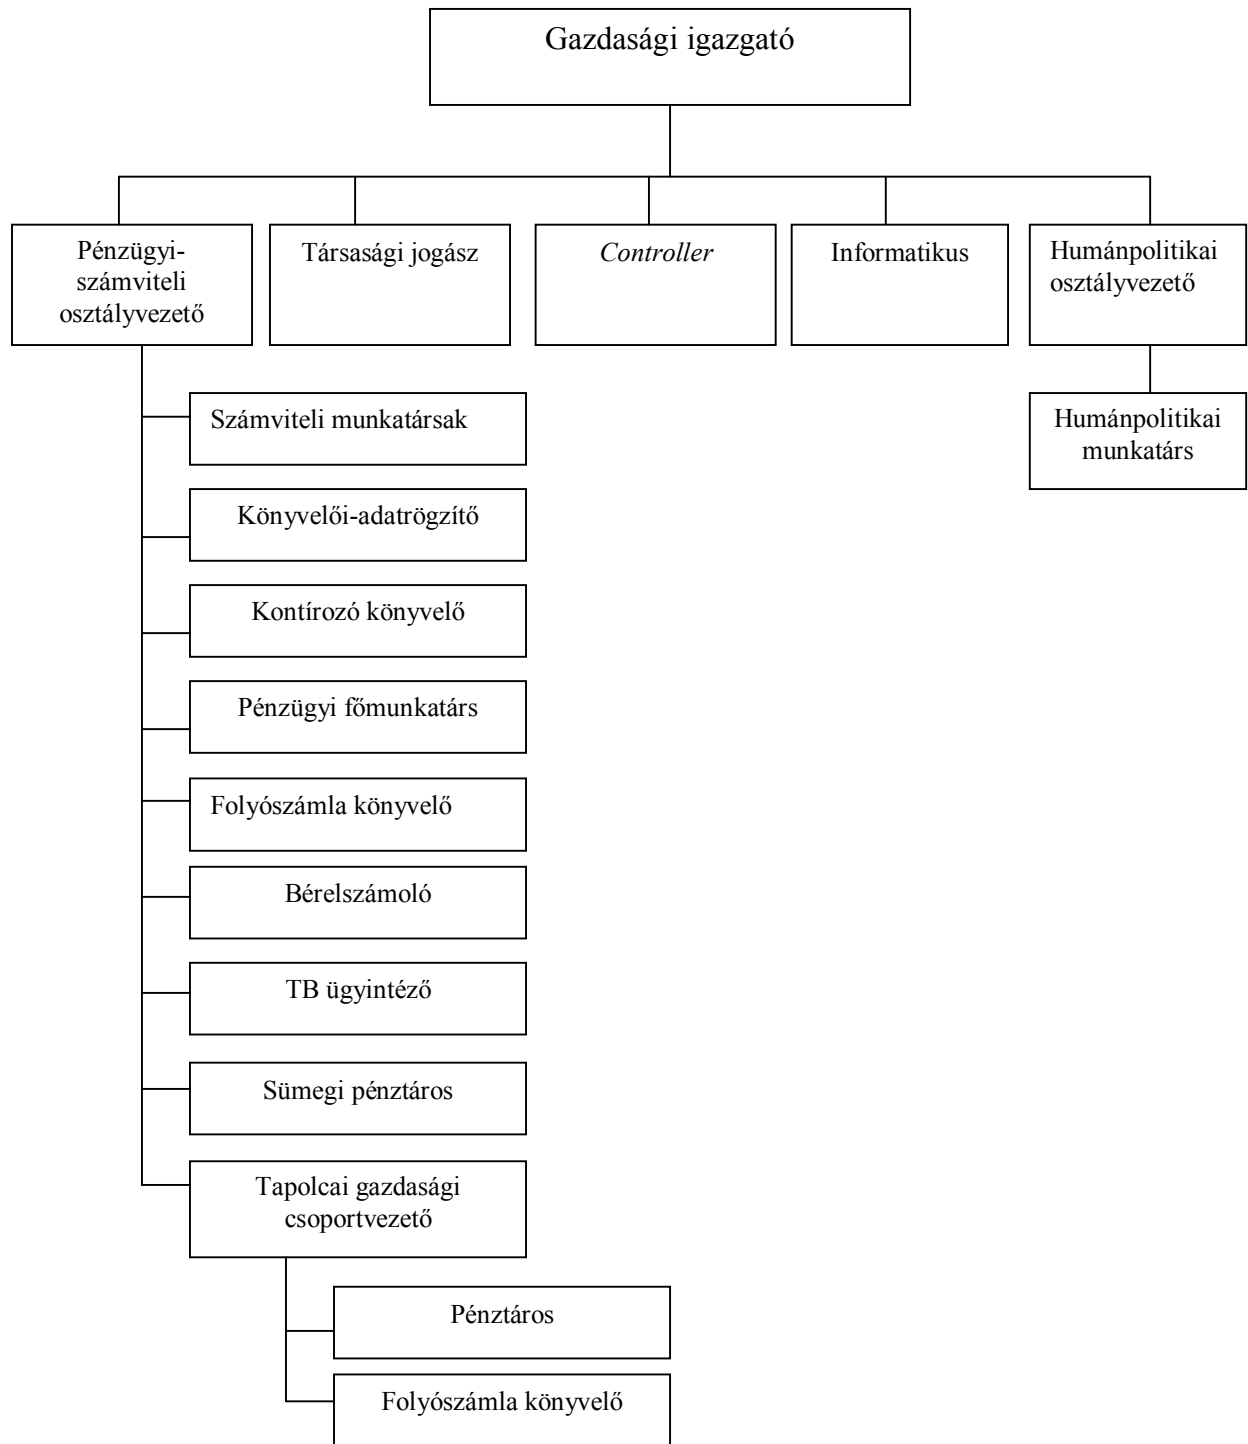 Gazdasági igazgató
Pénzügyi-
számviteli
osztályvezető
Társasági jogász
Controller
Informatikus
Humánpolitikai
osztályvezető
Számviteli munkatársak
Humánpolitikai
munkatárs
Könyvelői-adatrögzítő
Kontírozó könyvelő
Pénzügyi főmunkatárs
Folyószámla könyvelő
Bérelszámoló
TB ügyintéző
Sümegi pénztáros
Tapolcai gazdasági
csoportvezető
Pénztáros
Folyószámla könyvelő